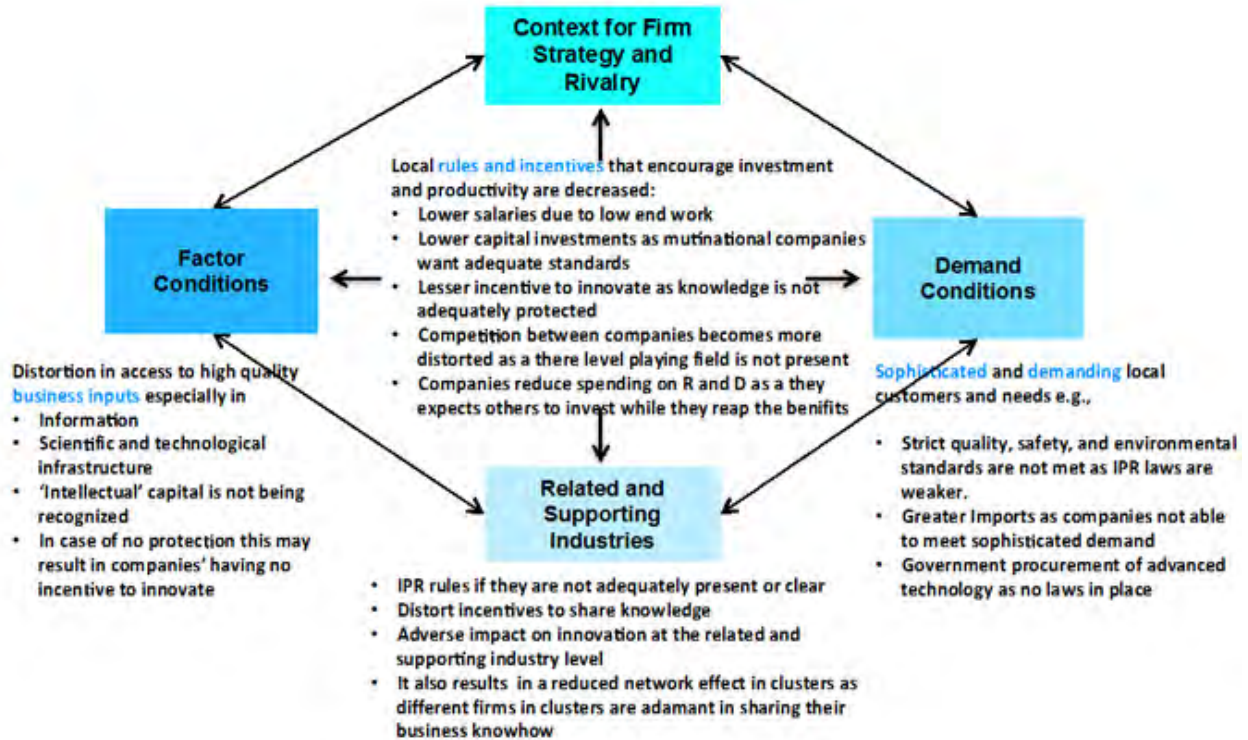 Context for Firm
Strategy and
Rivalry
Local rules and incentives that encourage investment
and productivity are decreased:
• Lower salaries due to low end work
• Lower capital investments as mutinational companies
want adequate standards
• Lesser incentive to innovate as knowledge is not
adequately protected
• Competition between companies becomes more
distorted as a there level playing field is not present
• Companies reduce spending on R and D as a they
expects others to invest while they reap the benifits
Factor
Conditions
Demand
Conditions
Distortion in access to high quality
business inputs especially in
• Information
• Scientific and technological
infrastructure
• ‘Intellectual’ capital is not being
recognized
• In case of no protection this may
result in companies’ having no
incentive to innovate
Sophisticated and demanding local
customers and needs e.g.,
• Strict quality, safety, and environmental
standards are not met as IPR laws are
weaker.
• Greater Imports as companies not able
to meet sophisticated demand
• Government procurement of advanced
technology as no laws in place
Related and
Supporting
Industries
• IPR rules if they are not adequately present or clear
• Distort incentives to share knowledge
• Adverse impact on innovation at the related and
supporting industry level
• It also results in a reduced network effect in clusters as
different firms in clusters are adamant in sharing their
business knowhow